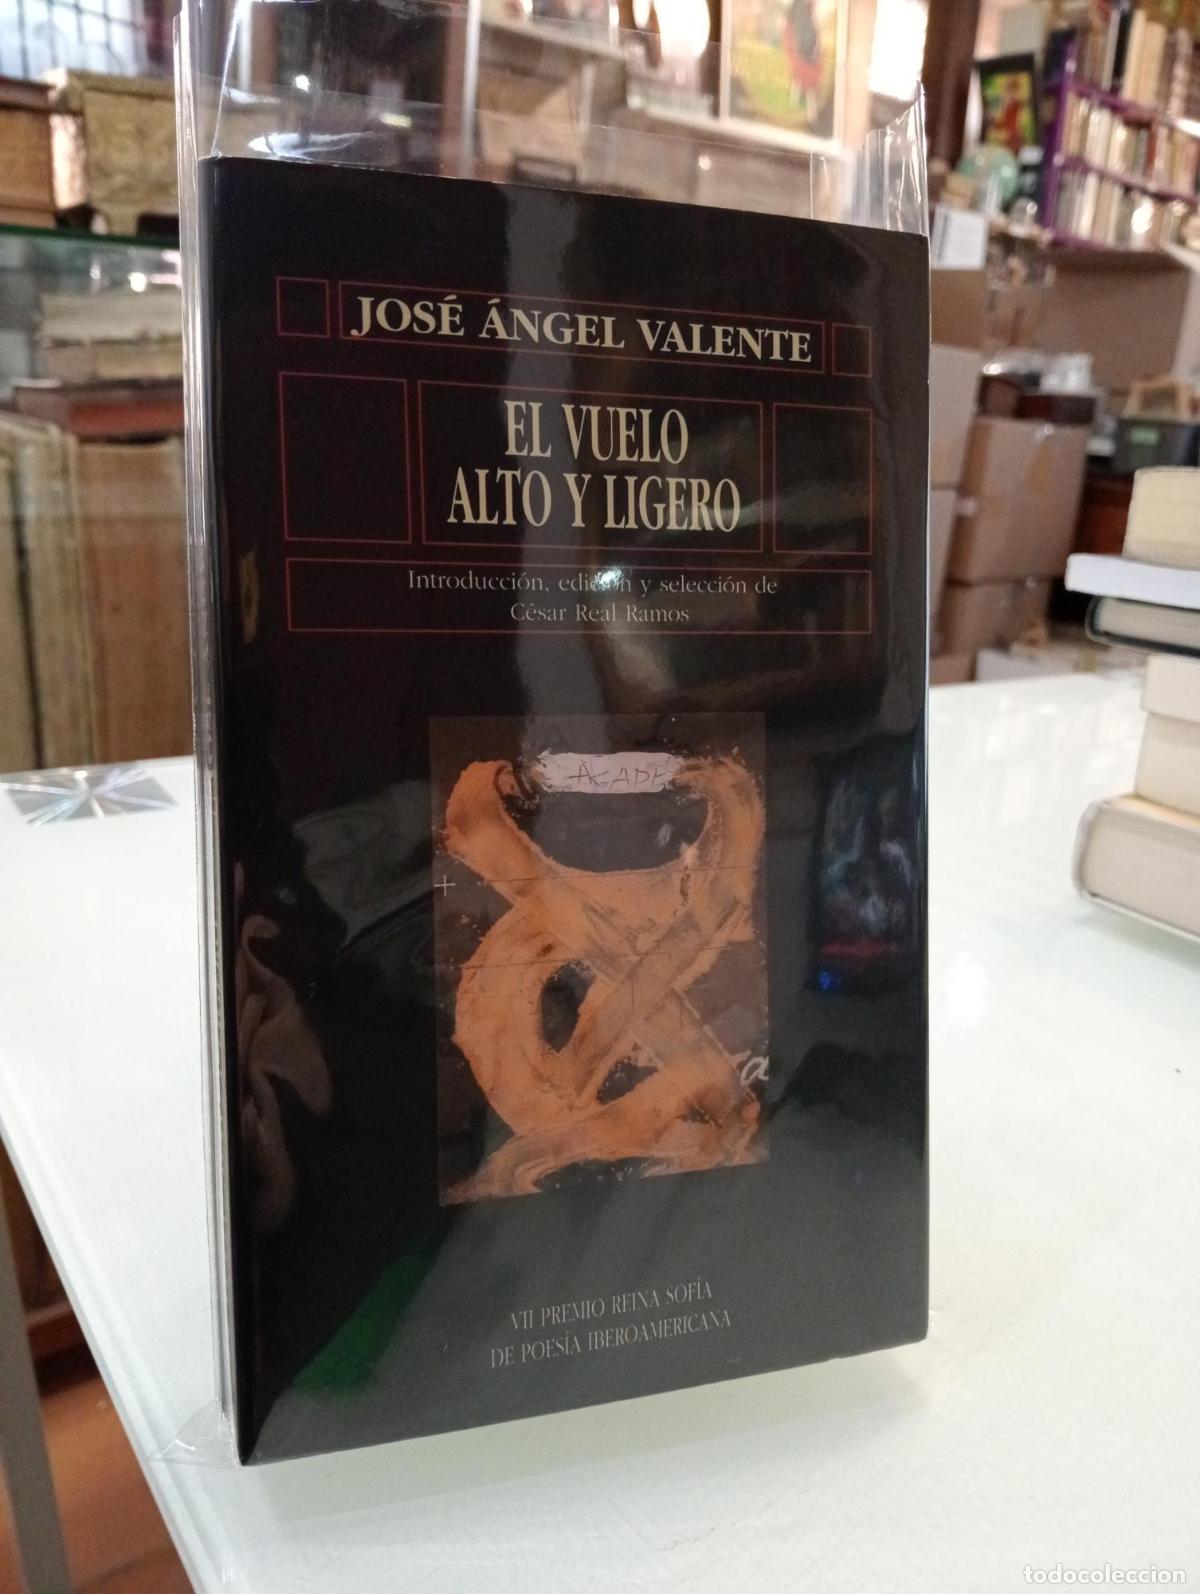 JOSÉ ÁNGEL VALENTE
EL VUELO
ALTO Y LIGERO
Introducción, edición y selección de
César Real Ramos
ACADE
a
VII PREMIO REINA SOFÍA
DE POESÍA IBEROAMERICANA
todocoleccion